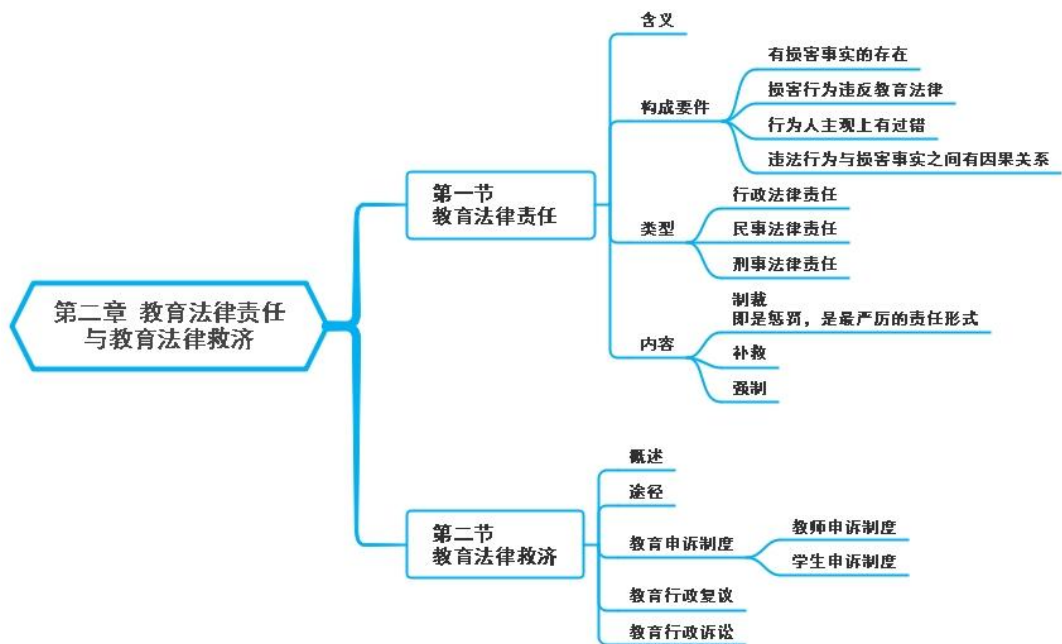 第二章 教育法律责任
与教育法律救济
第一节
教育法律责任
含义
构成要件
有损害事实的存在
损害行为违反教育法律
行为人主观上有过错
违法行为与损害事实之间有因果关系
类型
行政法律责任
民事法律责任
刑事法律责任
内容
制裁
即是惩罚，是最严厉的责任形式
补救
强制
第二节
教育法律救济
概述
途径
教育申诉制度
教师申诉制度
学生申诉制度
教育行政复议
教育行政诉讼